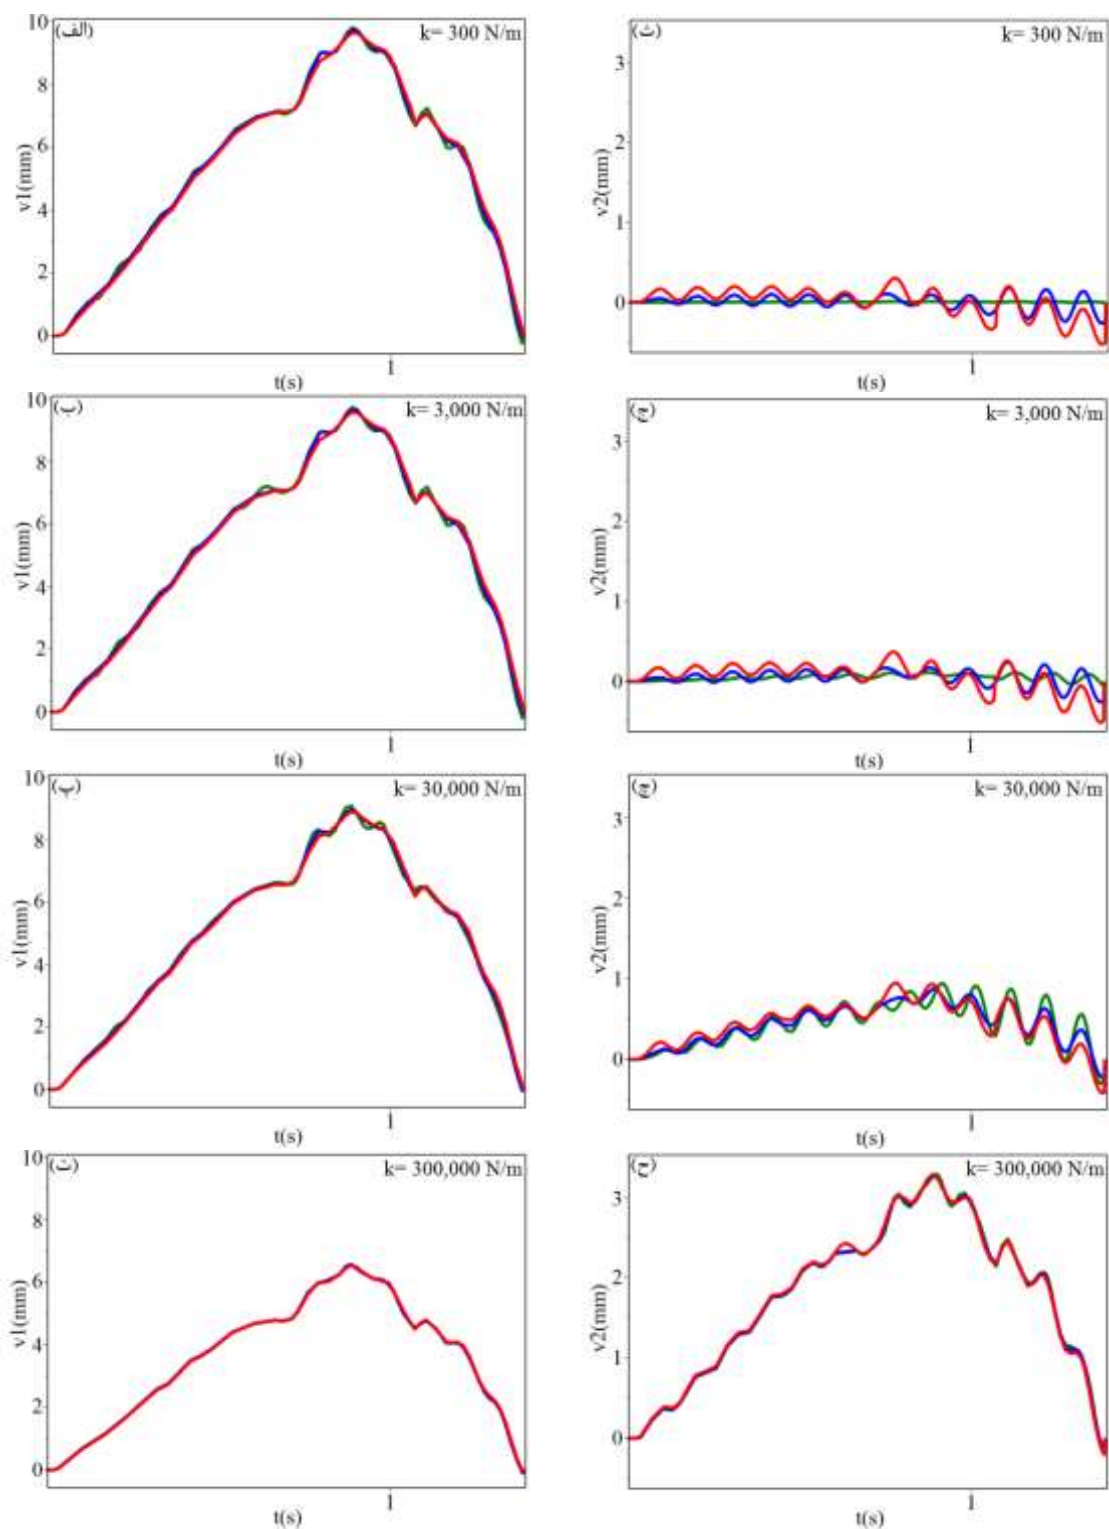 (الف)
k= 300 N/m
10
8
6
4
2
0
v1(mm)
1
t(s)
(ث)
k= 300 N/m
3
2
1
0
v2(mm)
1
t(s)
(ب)
k= 3,000 N/m
10
8
6
4
2
0
v1(mm)
1
t(s)
(ج)
k= 3,000 N/m
3
2
1
0
v2(mm)
1
t(s)
(پ)
k= 30,000 N/m
10
8
6
4
2
0
v1(mm)
1
t(s)
(چ)
k= 30,000 N/m
3
2
1
0
v2(mm)
1
t(s)
(ت)
k= 300,000 N/m
10
8
6
4
2
0
v1(mm)
1
t(s)
(ح)
k= 300,000 N/m
3
2
1
0
v2(mm)
1
t(s)